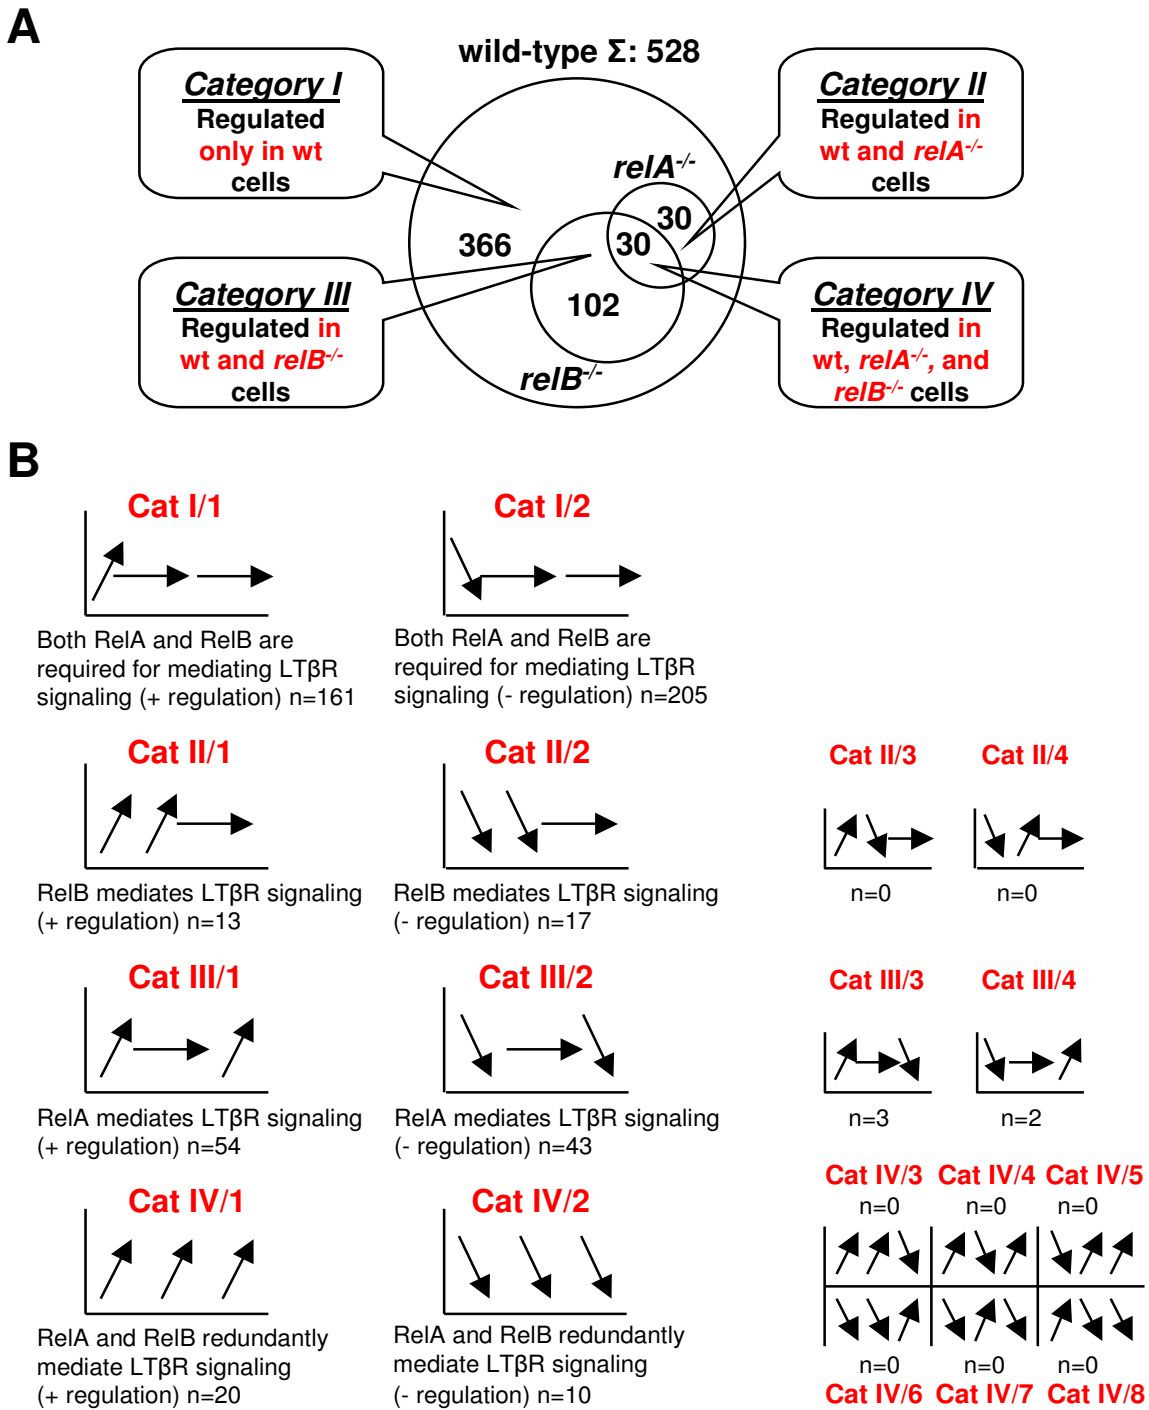 A
wild-type Σ: 528
Category I
Regulated
only in wt
cells
Category II
Regulated in
wt and relA-/-
cells
relA-/-
30
30
366
102
relB-/-
Category III
Regulated in
wt and relB-/-
cells
Category IV
Regulated in
wt, relA-/-, and
relB-/- cells
B
Cat I/1
Both RelA and RelB are
required for mediating LTβR
signaling (+ regulation) n=161
Cat I/2
Both RelA and RelB are
required for mediating LTβR
signaling (- regulation) n=205
Cat II/1
RelB mediates LTβR signaling
(+ regulation) n=13
Cat II/2
RelB mediates LTβR signaling
(- regulation) n=17
Cat II/3
n=0
Cat II/4
n=0
Cat III/1
RelA mediates LTβR signaling
(+ regulation) n=54
Cat III/2
RelA mediates LTβR signaling
(- regulation) n=43
Cat III/3
n=3
Cat III/4
n=2
Cat IV/1
RelA and RelB redundantly
mediate LTβR signaling
(+ regulation) n=20
Cat IV/2
RelA and RelB redundantly
mediate LTβR signaling
(- regulation) n=10
Cat IV/3 Cat IV/4 Cat IV/5
n=0 n=0 n=0
n=0 n=0 n=0
Cat IV/6 Cat IV/7 Cat IV/8